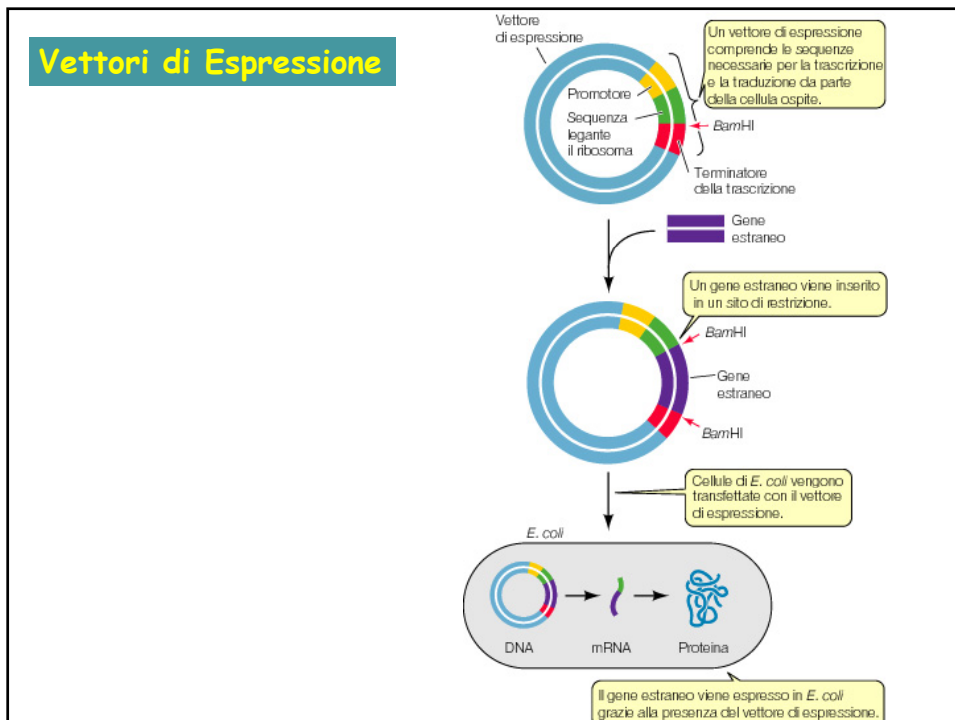 Vettori di Espressione
Vettore
di espressione
Un vettore di espressione
comprende le sequenze
necessarie per la trascrizione
e la traduzione da parte
della cellula ospite.
Promotore
Sequenza
legante
il ribosoma
BamHI
Terminatore
della trascrizione
Gene
estraneo
Un gene estraneo viene inserito
in un sito di restrizione.
BamHI
Gene
estraneo
BamHI
Cellule di E. coli vengono
transfettate con il vettore
di espressione.
E. coli
DNA
mRNA
Proteina
Il gene estraneo viene espresso in E. coli
grazie alla presenza del vettore di espressione.